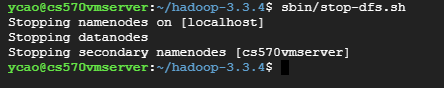 ycao@cs570vmserver:~/hadoop-3.3.4$ sbin/stop-dfs.sh
Stopping namenodes on [localhost]
Stopping datanodes
Stopping secondary namenodes [cs570vmserver]
ycao@cs570vmserver:~/hadoop-3.3.4$